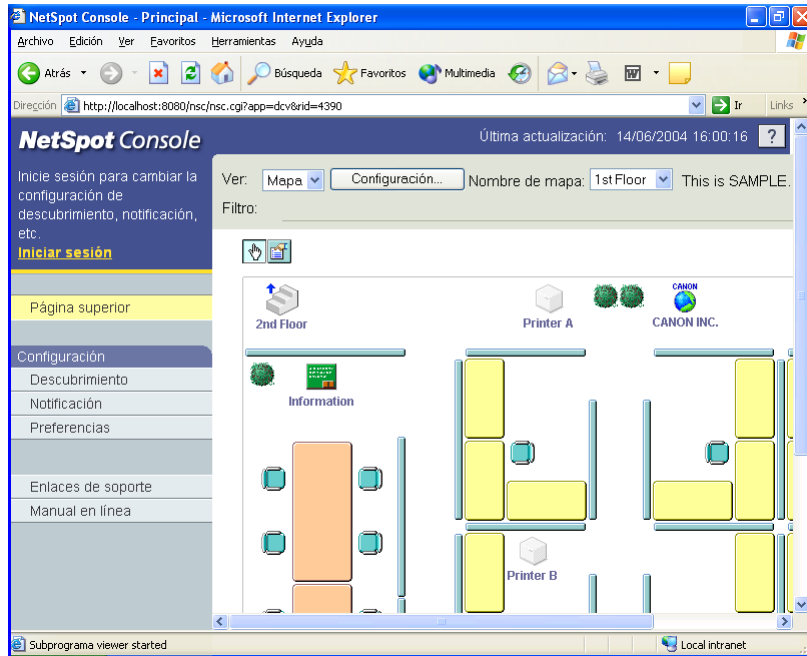 NetSpot Console - Principal - Microsoft Internet Explorer
Archivo Edición Ver Favoritos Herramientas Ayuda
Atrás Búsqueda Favoritos Multimedia
Dirección http://localhost:8080/nsc/nsc.cgi?app=dcv&rid=4390 Ir Links
NetSpot Console
Última actualización: 14/06/2004 16:00:16 ?
Inicie sesión para cambiar la
configuración de
descubrimiento, notificación,
etc.
Iniciar sesión
Página superior
Configuración
Descubrimiento
Notificación
Preferencias
Enlaces de soporte
Manual en línea
Ver: Mapa Configuración... Nombre de mapa: 1st Floor This is SAMPLE.
Filtro:
2nd Floor
Printer A
CANON
CANON INC.
Information
Printer B
Subprograma viewer started
Local intranet